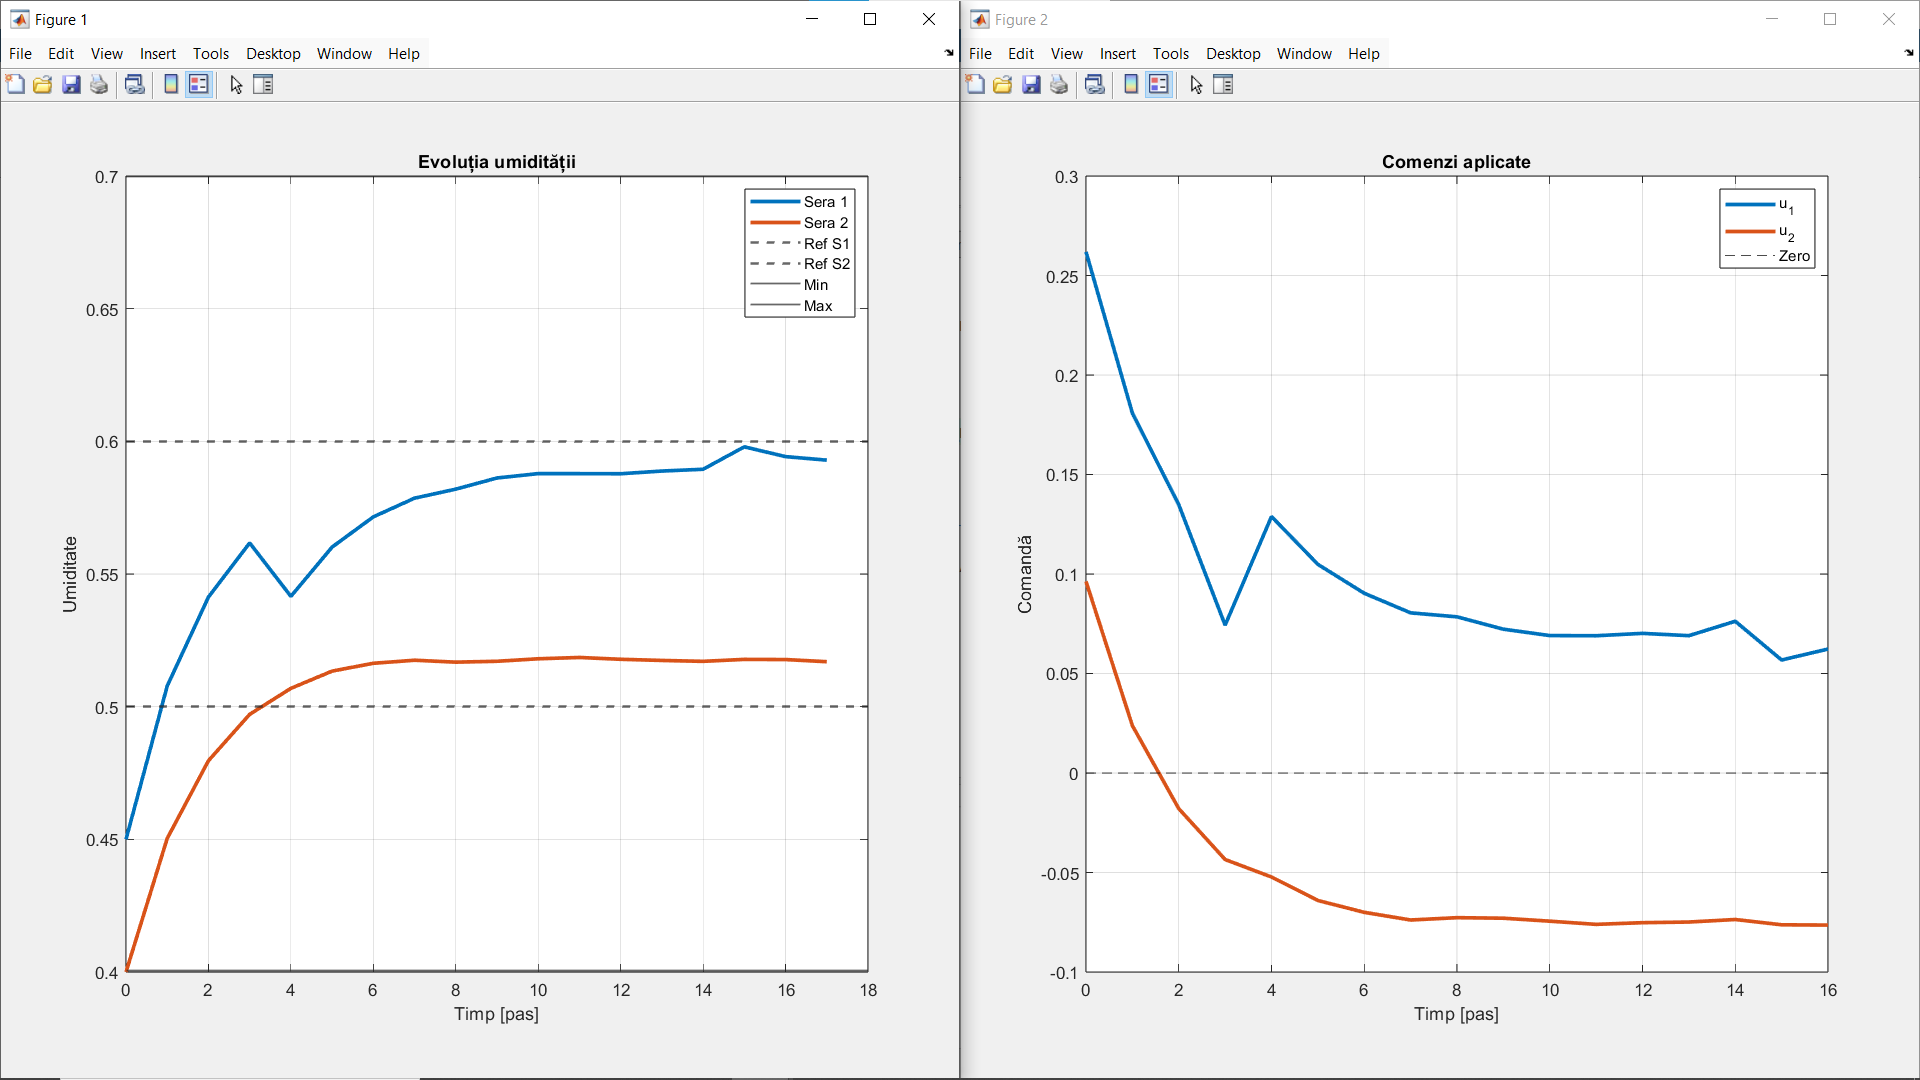 Figure 1
File Edit View Insert Tools Desktop Window Help
Evoluția umidității
0.7
0.65
0.6
0.55
0.5
0.45
0.4
Umiditate
Sera 1
Sera 2
Ref S1
Ref S2
Min
Max
0 2 4 6 8 10 12 14 16 18
Timp [pas]
Figure 2
File Edit View Insert Tools Desktop Window Help
Comenzi aplicate
0.3
0.25
0.2
0.15
0.1
0.05
0
-0.05
-0.1
Comandă
u1
u2
Zero
0 2 4 6 8 10 12 14 16
Timp [pas]